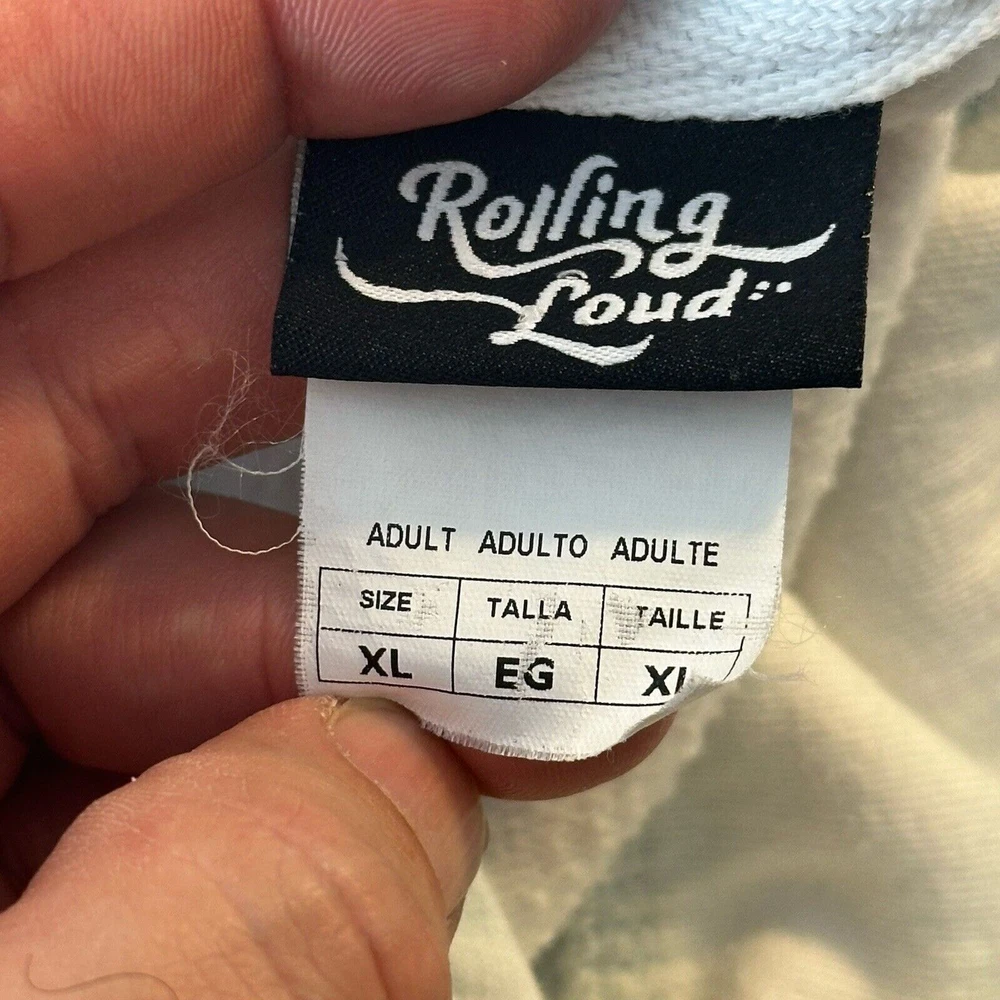 Rolling
Loud
ADULT ADULTO ADULTE
SIZE TALLA TAILLE
XL EG XL